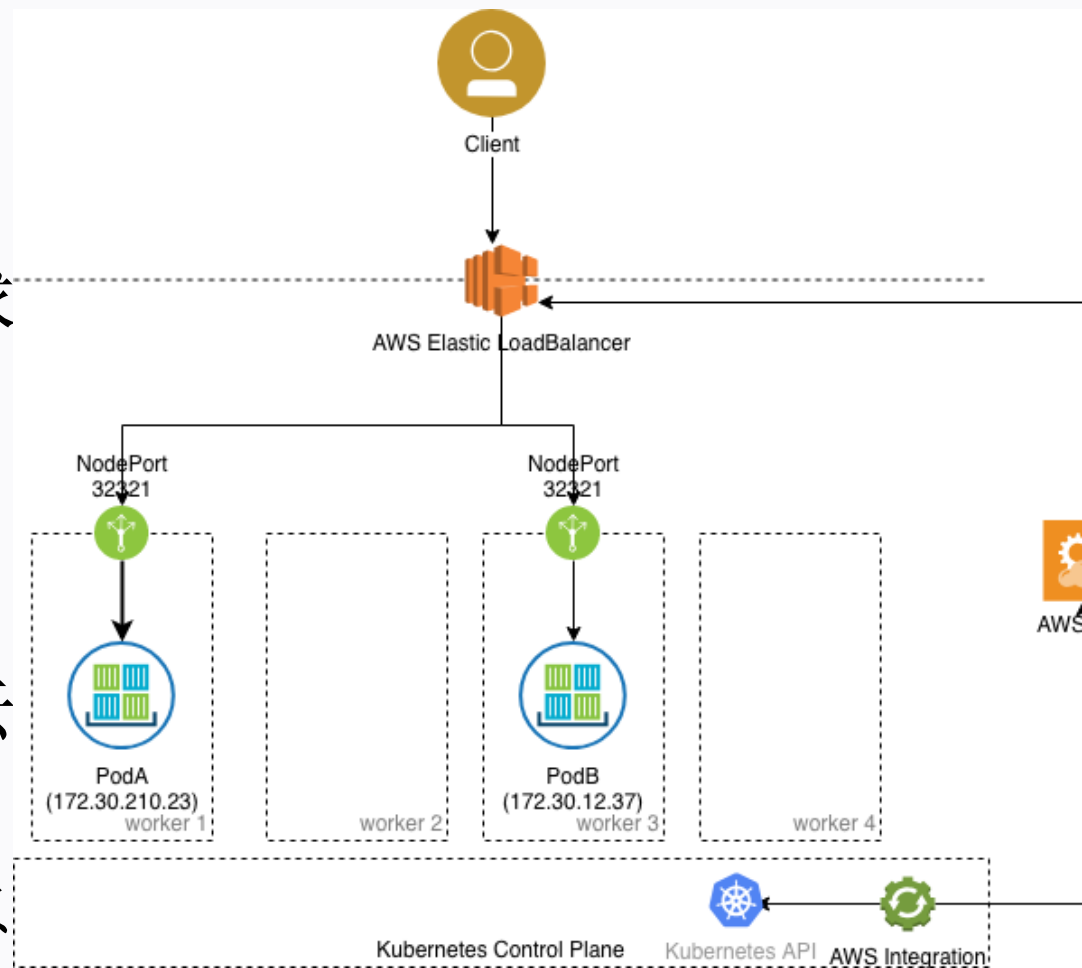 Client
AWS Elastic LoadBalancer
NodePort
32321
NodePort
32321
AWS
PodA
(172.30.210.23)
worker 1
worker 2
PodB
(172.30.12.37)
worker 3
worker 4
Kubernetes Control Plane
Kubernetes API
AWS Integration